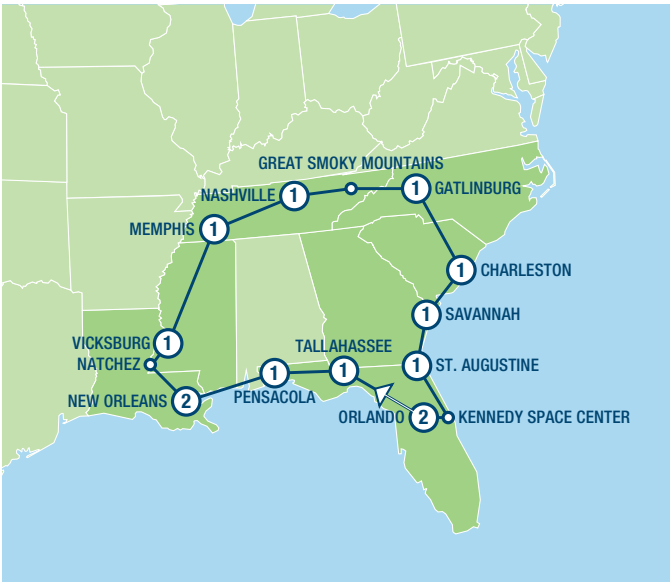 GREAT SMOKY MOUNTAINS
NASHVILLE 1
1 GATLINBURG
MEMPHIS 1
1 CHARLESTON
1 SAVANNAH
VICKSBURG 1
TALLAHASSEE
NATCHEZ
1 ST. AUGUSTINE
1
1
NEW ORLEANS 2
PENSACOLA
ORLANDO 2 KENNEDY SPACE CENTER